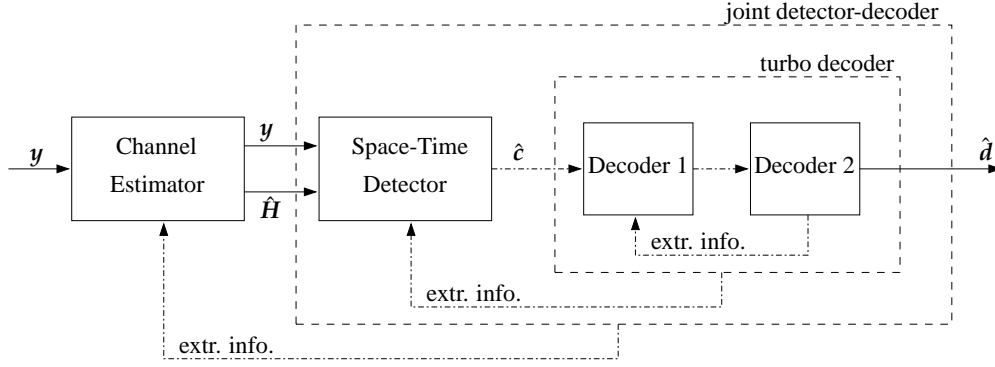 joint detector-decoder
turbo decoder
y
Channel
Estimator
y
Ĥ
Space-Time
Detector
ĉ
Decoder 1
Decoder 2
d̂
extr. info.
extr. info.
extr. info.